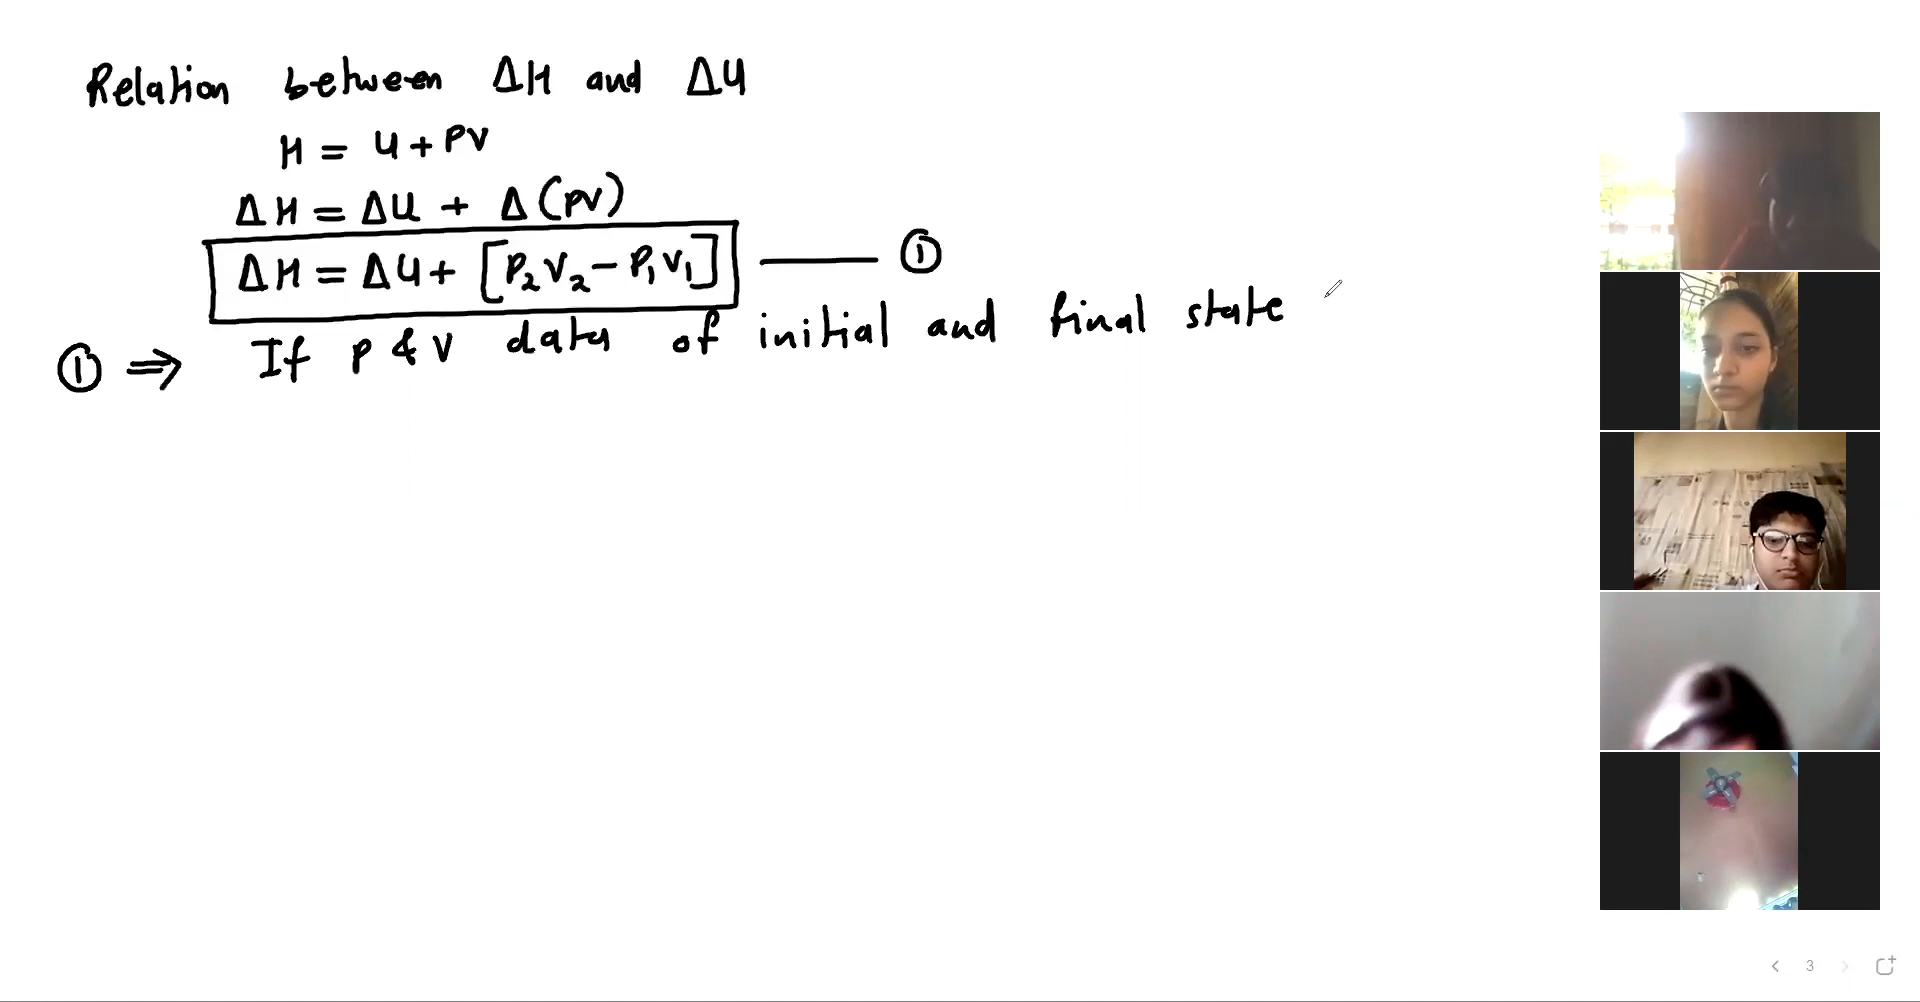 Relation between ΔH and ΔU
H = U + PV
ΔH = ΔU + Δ(PV)
ΔH = ΔU + [P₂V₂ − P₁V₁] —— ①
① ⇒ If P & V data of initial and final state
3